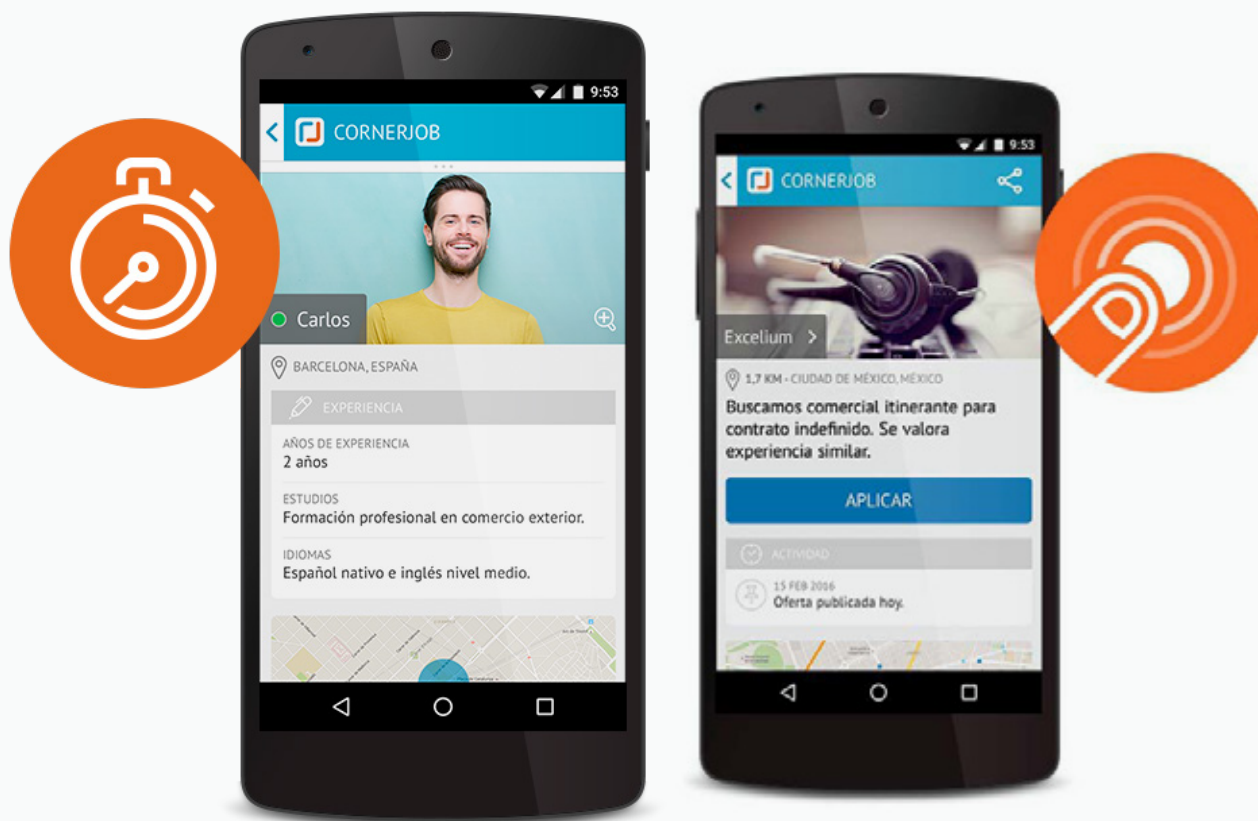 9:53
CORNERJOB
Carlos
BARCELONA, ESPAÑA
EXPERIENCIA
AÑOS DE EXPERIENCIA
2 años
ESTUDIOS
Formación profesional en comercio exterior.
IDIOMAS
Español nativo e inglés nivel medio.
9:53
CORNERJOB
Excelium >
1,7 KM - CIUDAD DE MÉXICO, MÉXICO
Buscamos comercial itinerante para
contrato indefinido. Se valora
experiencia similar.
APLICAR
ACTIVIDAD
15 FEB 2016
Oferta publicada hoy.